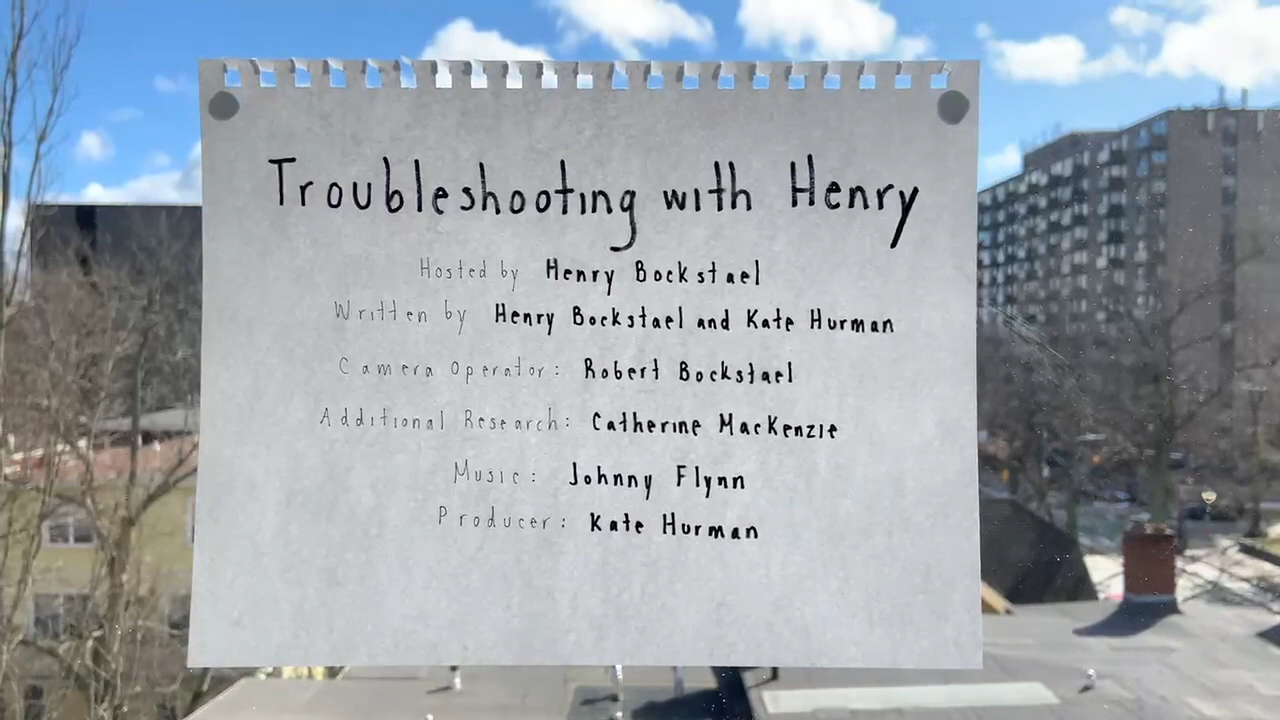 Troubleshooting with Henry
Hosted by Henry Bockstael
Written by Henry Bockstael and Kate Hurman
Camera Operator: Robert Bockstael
Additional Research: Catherine MacKenzie
Music: Johnny Flynn
Producer: Kate Hurman